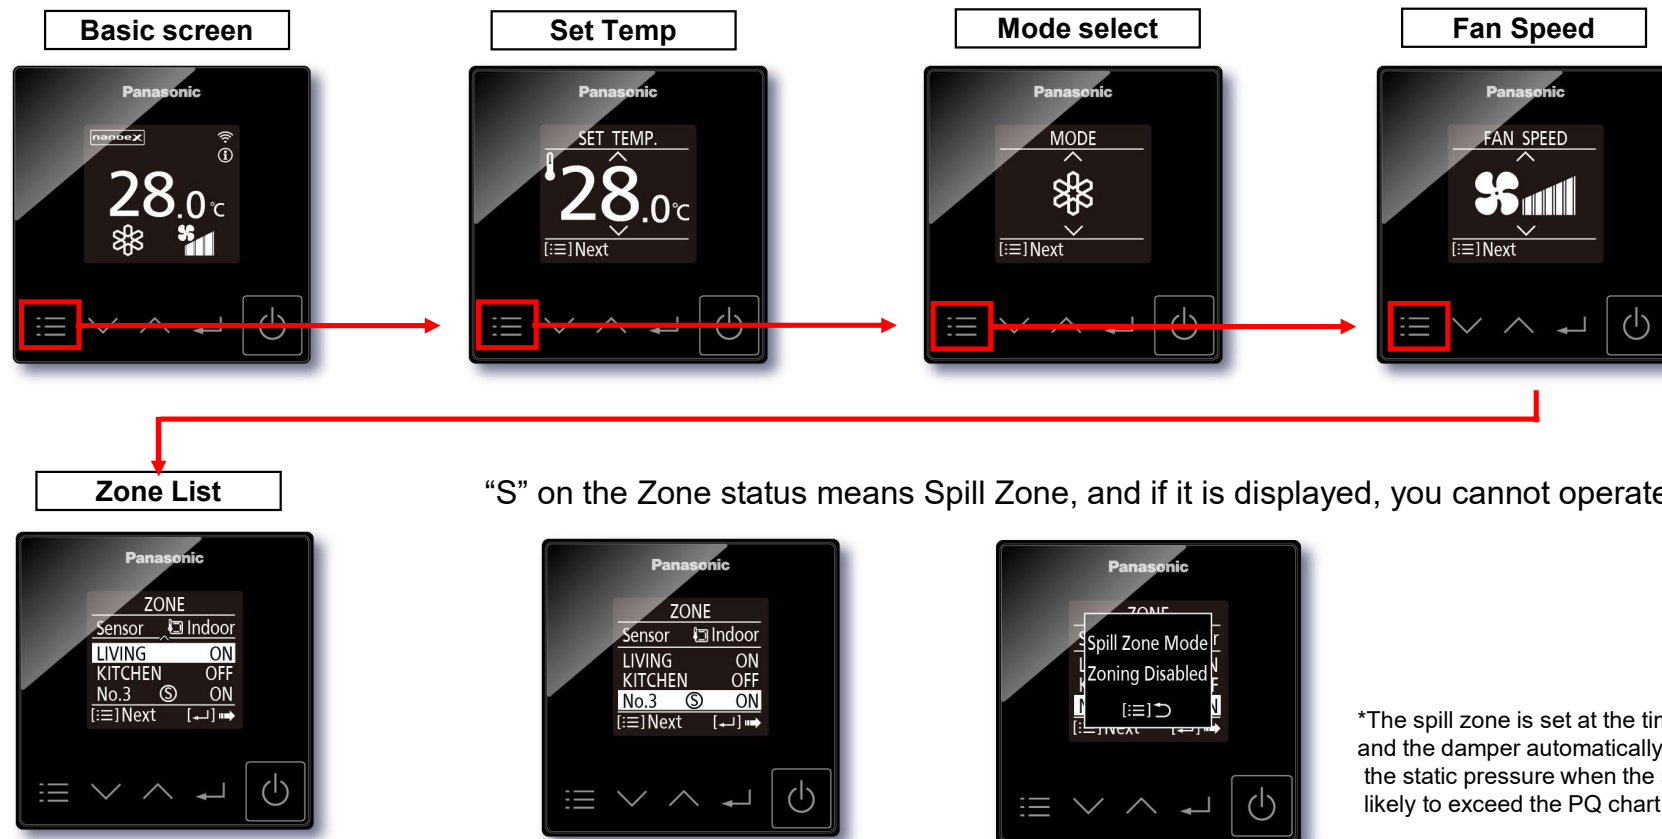 Basic screen
Set Temp
Mode select
Fan Speed
Panasonic
nanoeX
28.0℃
Panasonic
SET TEMP.
28.0℃
[≔]Next
Panasonic
MODE
[≔]Next
Panasonic
FAN SPEED
[≔]Next
Zone List
“S” on the Zone status means Spill Zone, and if it is displayed, you cannot operate
Panasonic
ZONE
Sensor Indoor
LIVING ON
KITCHEN OFF
No.3 Ⓢ ON
[≔]Next [↵]➡
Panasonic
ZONE
Sensor Indoor
LIVING ON
KITCHEN OFF
No.3 Ⓢ ON
[≔]Next [↵]➡
Panasonic
ZONE
Spill Zone Mode
Zoning Disabled
[≔]⮌
[≔]Next [↵]➡
*The spill zone is set at the
and the damper automatically
the static pressure when the
likely to exceed the PQ chart